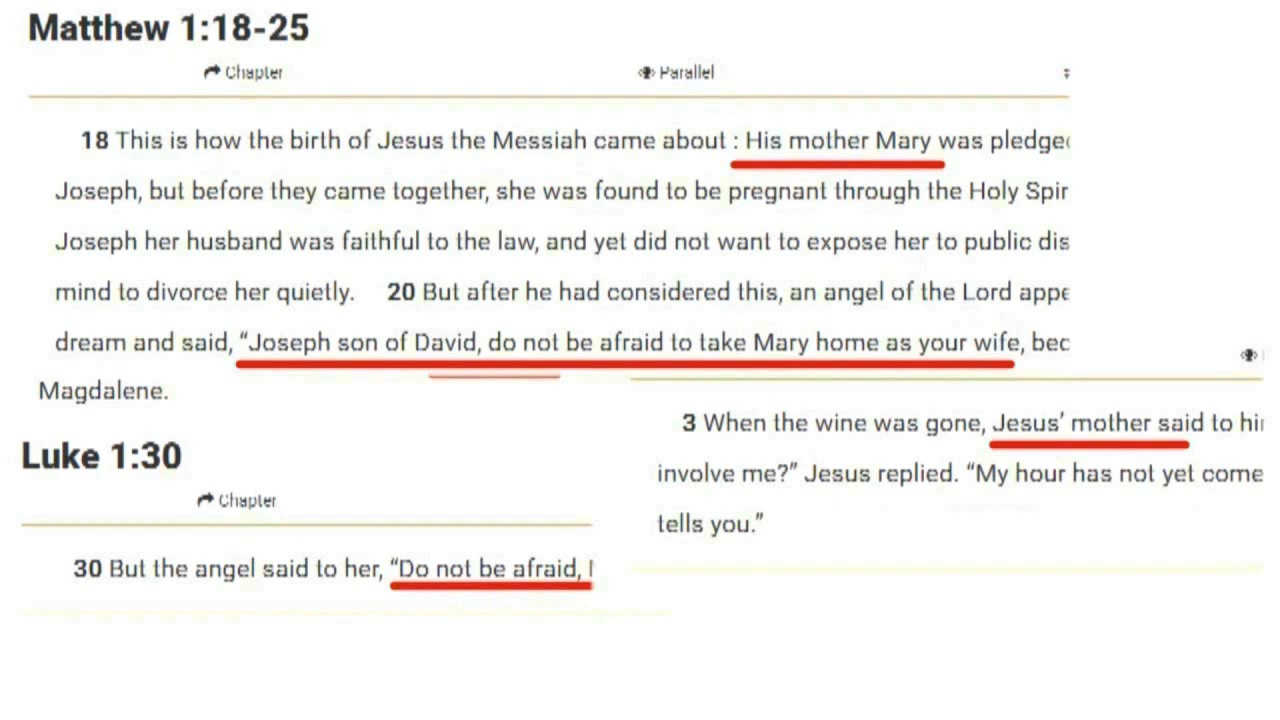 Matthew 1:18-25
Chapter
Parallel
18 This is how the birth of Jesus the Messiah came about : His mother Mary was
Joseph, but before they came together, she was found to be pregnant through the Holy
Joseph her husband was faithful to the law, and yet did not want to expose her to public
mind to divorce her quietly. 20 But after he had considered this, an angel of the Lord
dream and said, “Joseph son of David, do not be afraid to take Mary home as your wife,
Magdalene.
Luke 1:30
Chapter
30 But the angel said to her, “Do not be afraid,
3 When the wine was gone, Jesus’ mother said to
involve me?” Jesus replied. “My hour has not yet come
tells you.”